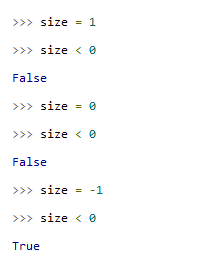 >>> size = 1
>>> size < 0
False
>>> size = 0
>>> size < 0
False
>>> size = -1
>>> size < 0
True